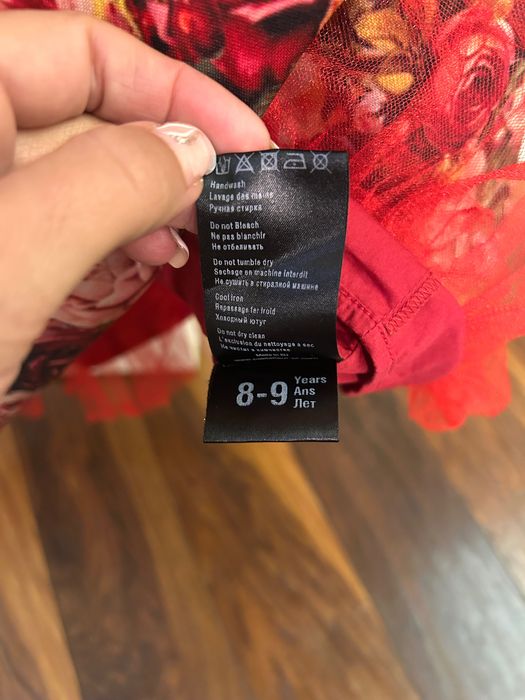 Handwash
Lavage des mains
Ручная стирка
Do not Bleach
Ne pas blanchir
Не отбеливать
Do not tumble dry
Sechage en machine interdit
Не сушить в стиралной машине
Cool iron
Repassage fer froid
Холодный
Do not dry clean
L'exclusion du nettoyage a sec
8-9 Years
Ans
Лет